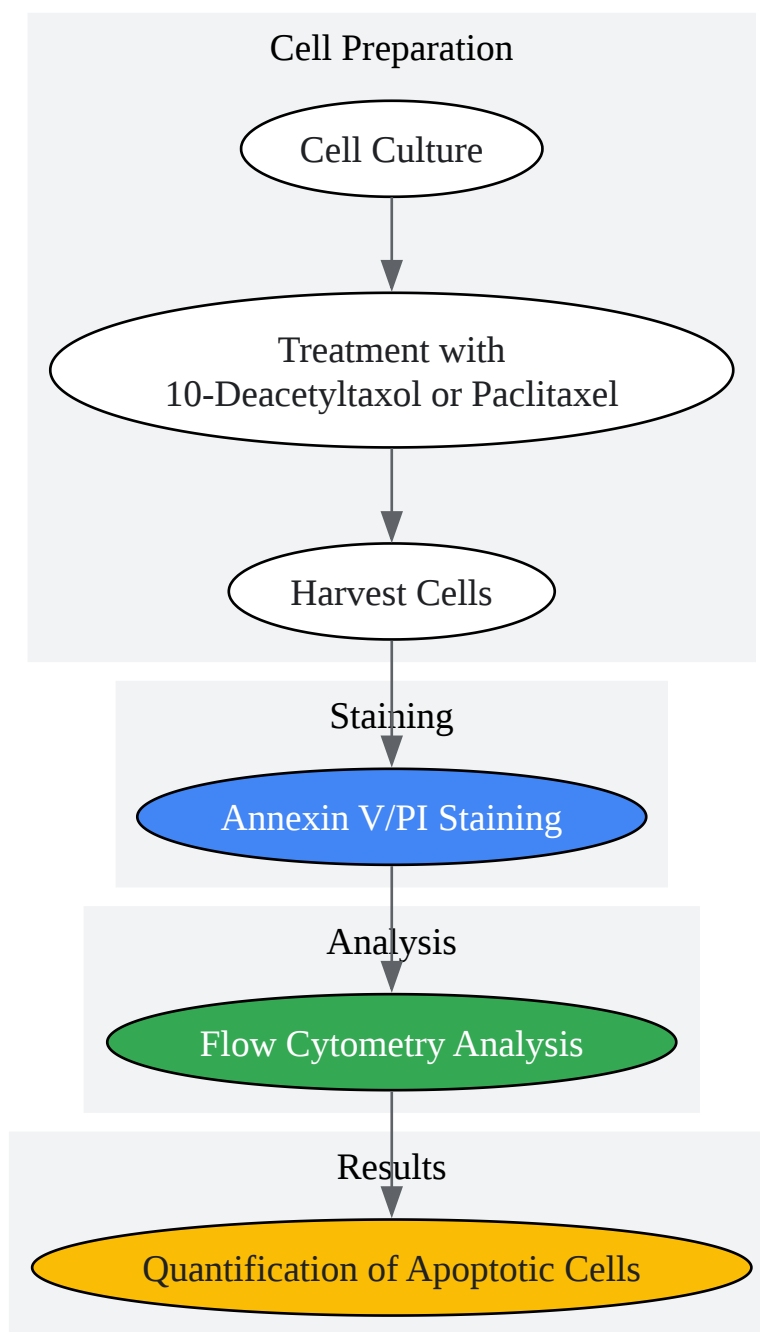 Cell Preparation
Cell Culture
Treatment with
10-Deacetyltaxol or Paclitaxel
Harvest Cells
Staining
Annexin V/PI Staining
Analysis
Flow Cytometry Analysis
Results
Quantification of Apoptotic Cells